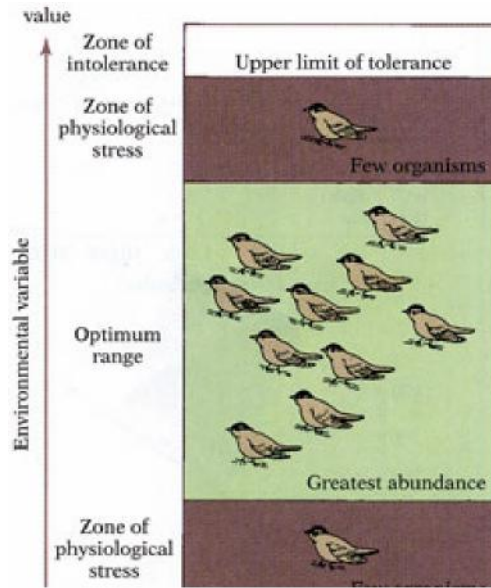 value
Zone of
intolerance
Upper limit of tolerance
Zone of
physiological
stress
Few organisms
Environmental variable
Optimum
range
Greatest abundance
Zone of
physiological
stress